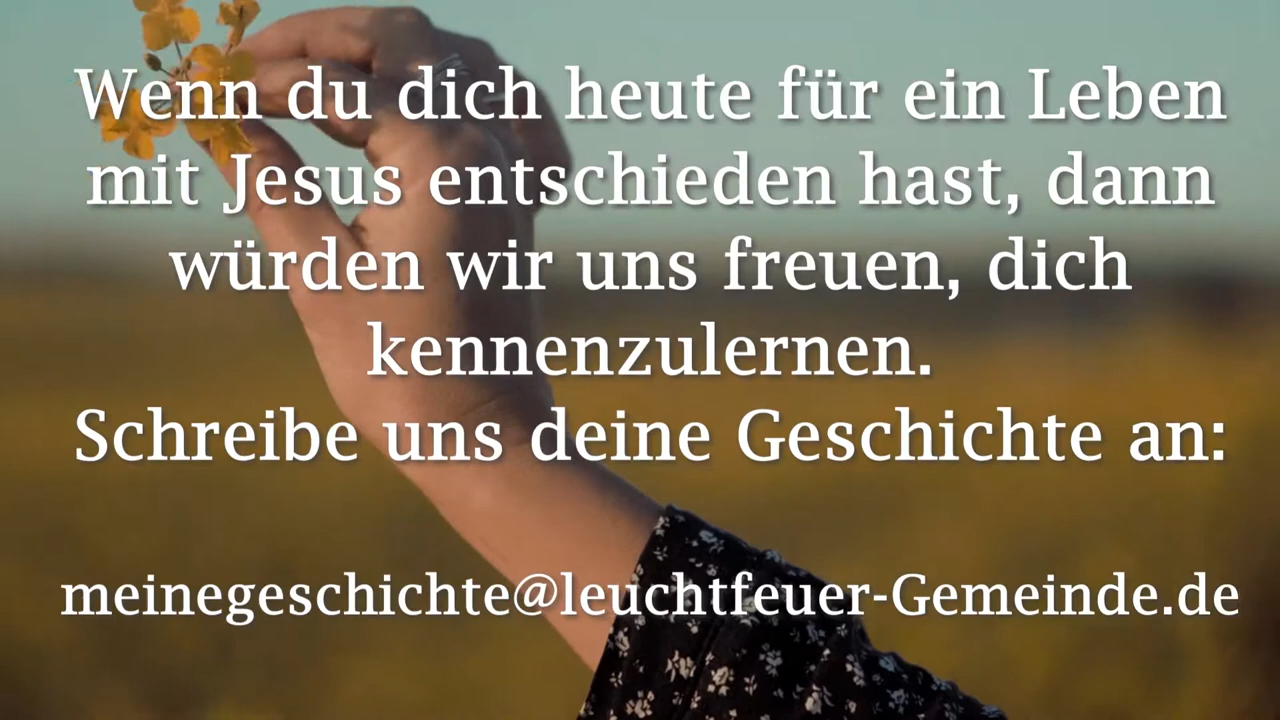 Wenn du dich heute für ein Leben
mit Jesus entschieden hast, dann
würden wir uns freuen, dich
kennenzulernen.
Schreibe uns deine Geschichte an:
meinegeschichte@leuchtfeuer-Gemeinde.de